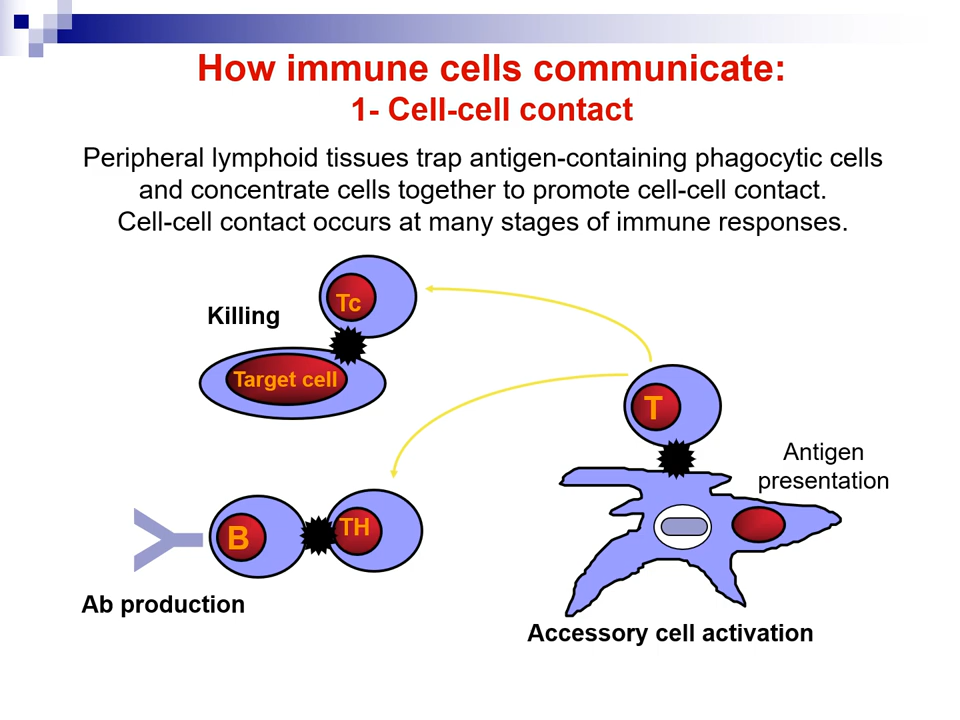 How immune cells communicate:
1- Cell-cell contact
Peripheral lymphoid tissues trap antigen-containing phagocytic cells
and concentrate cells together to promote cell-cell contact.
Cell-cell contact occurs at many stages of immune responses.
Tc
Killing
Target cell
T
Antigen
presentation
B
TH
Ab production
Accessory cell activation